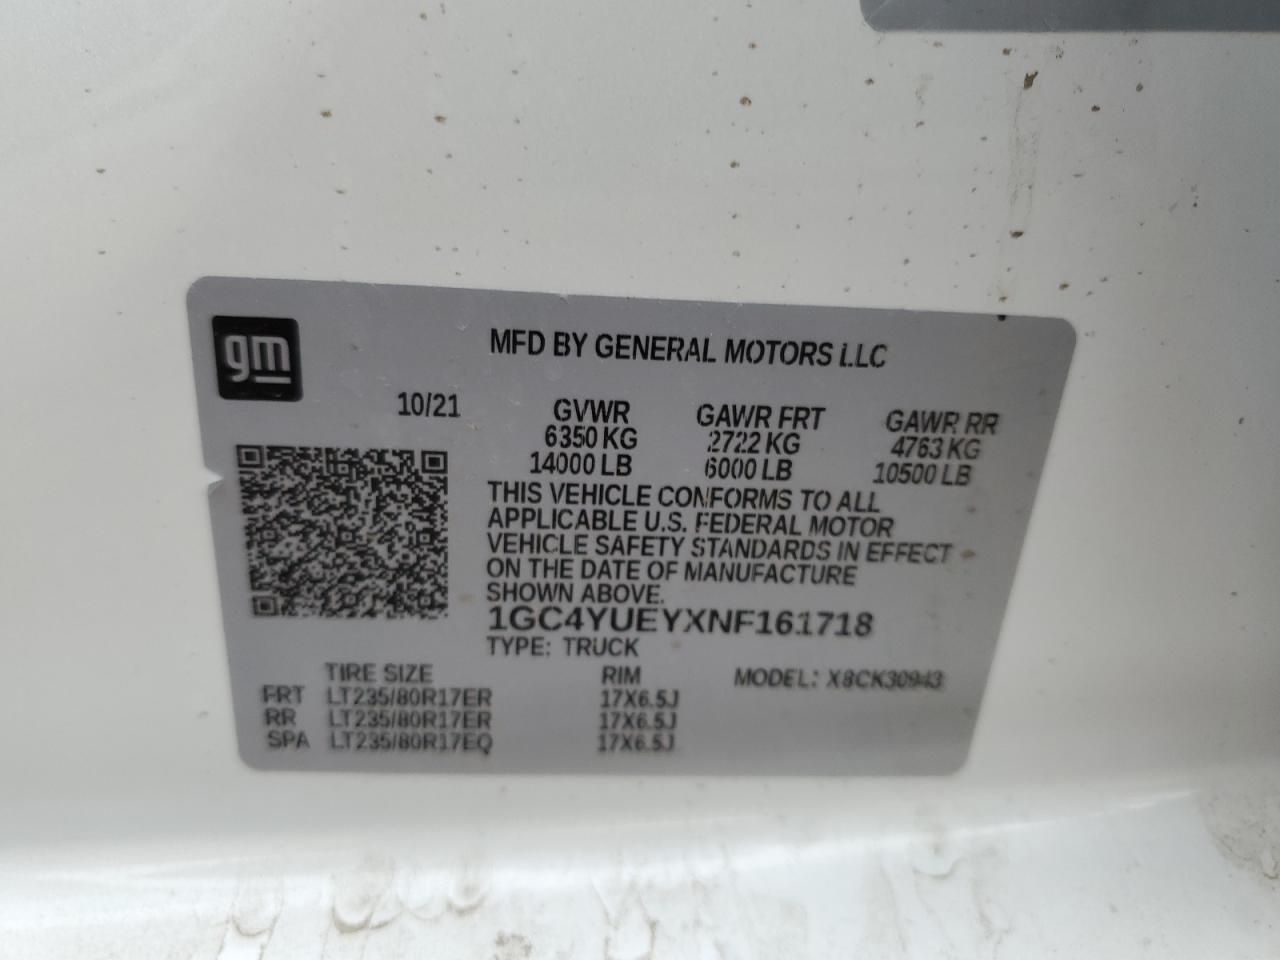 gm
MFD BY GENERAL MOTORS LLC
10/21 GVWR GAWR FRT GAWR RR
6350 KG 2722 KG 4763 KG
14000 LB 6000 LB 10500 LB
THIS VEHICLE CONFORMS TO ALL
APPLICABLE U.S. FEDERAL MOTOR
VEHICLE SAFETY STANDARDS IN EFFECT
ON THE DATE OF MANUFACTURE
SHOWN ABOVE.
1GC4YUEYXNF161718
TYPE: TRUCK
TIRE SIZE RIM MODEL: X8CK30943
FRT LT235/80R17ER 17X6.5J
RR LT235/80R17ER 17X6.5J
SPA LT235/80R17EQ 17X6.5J